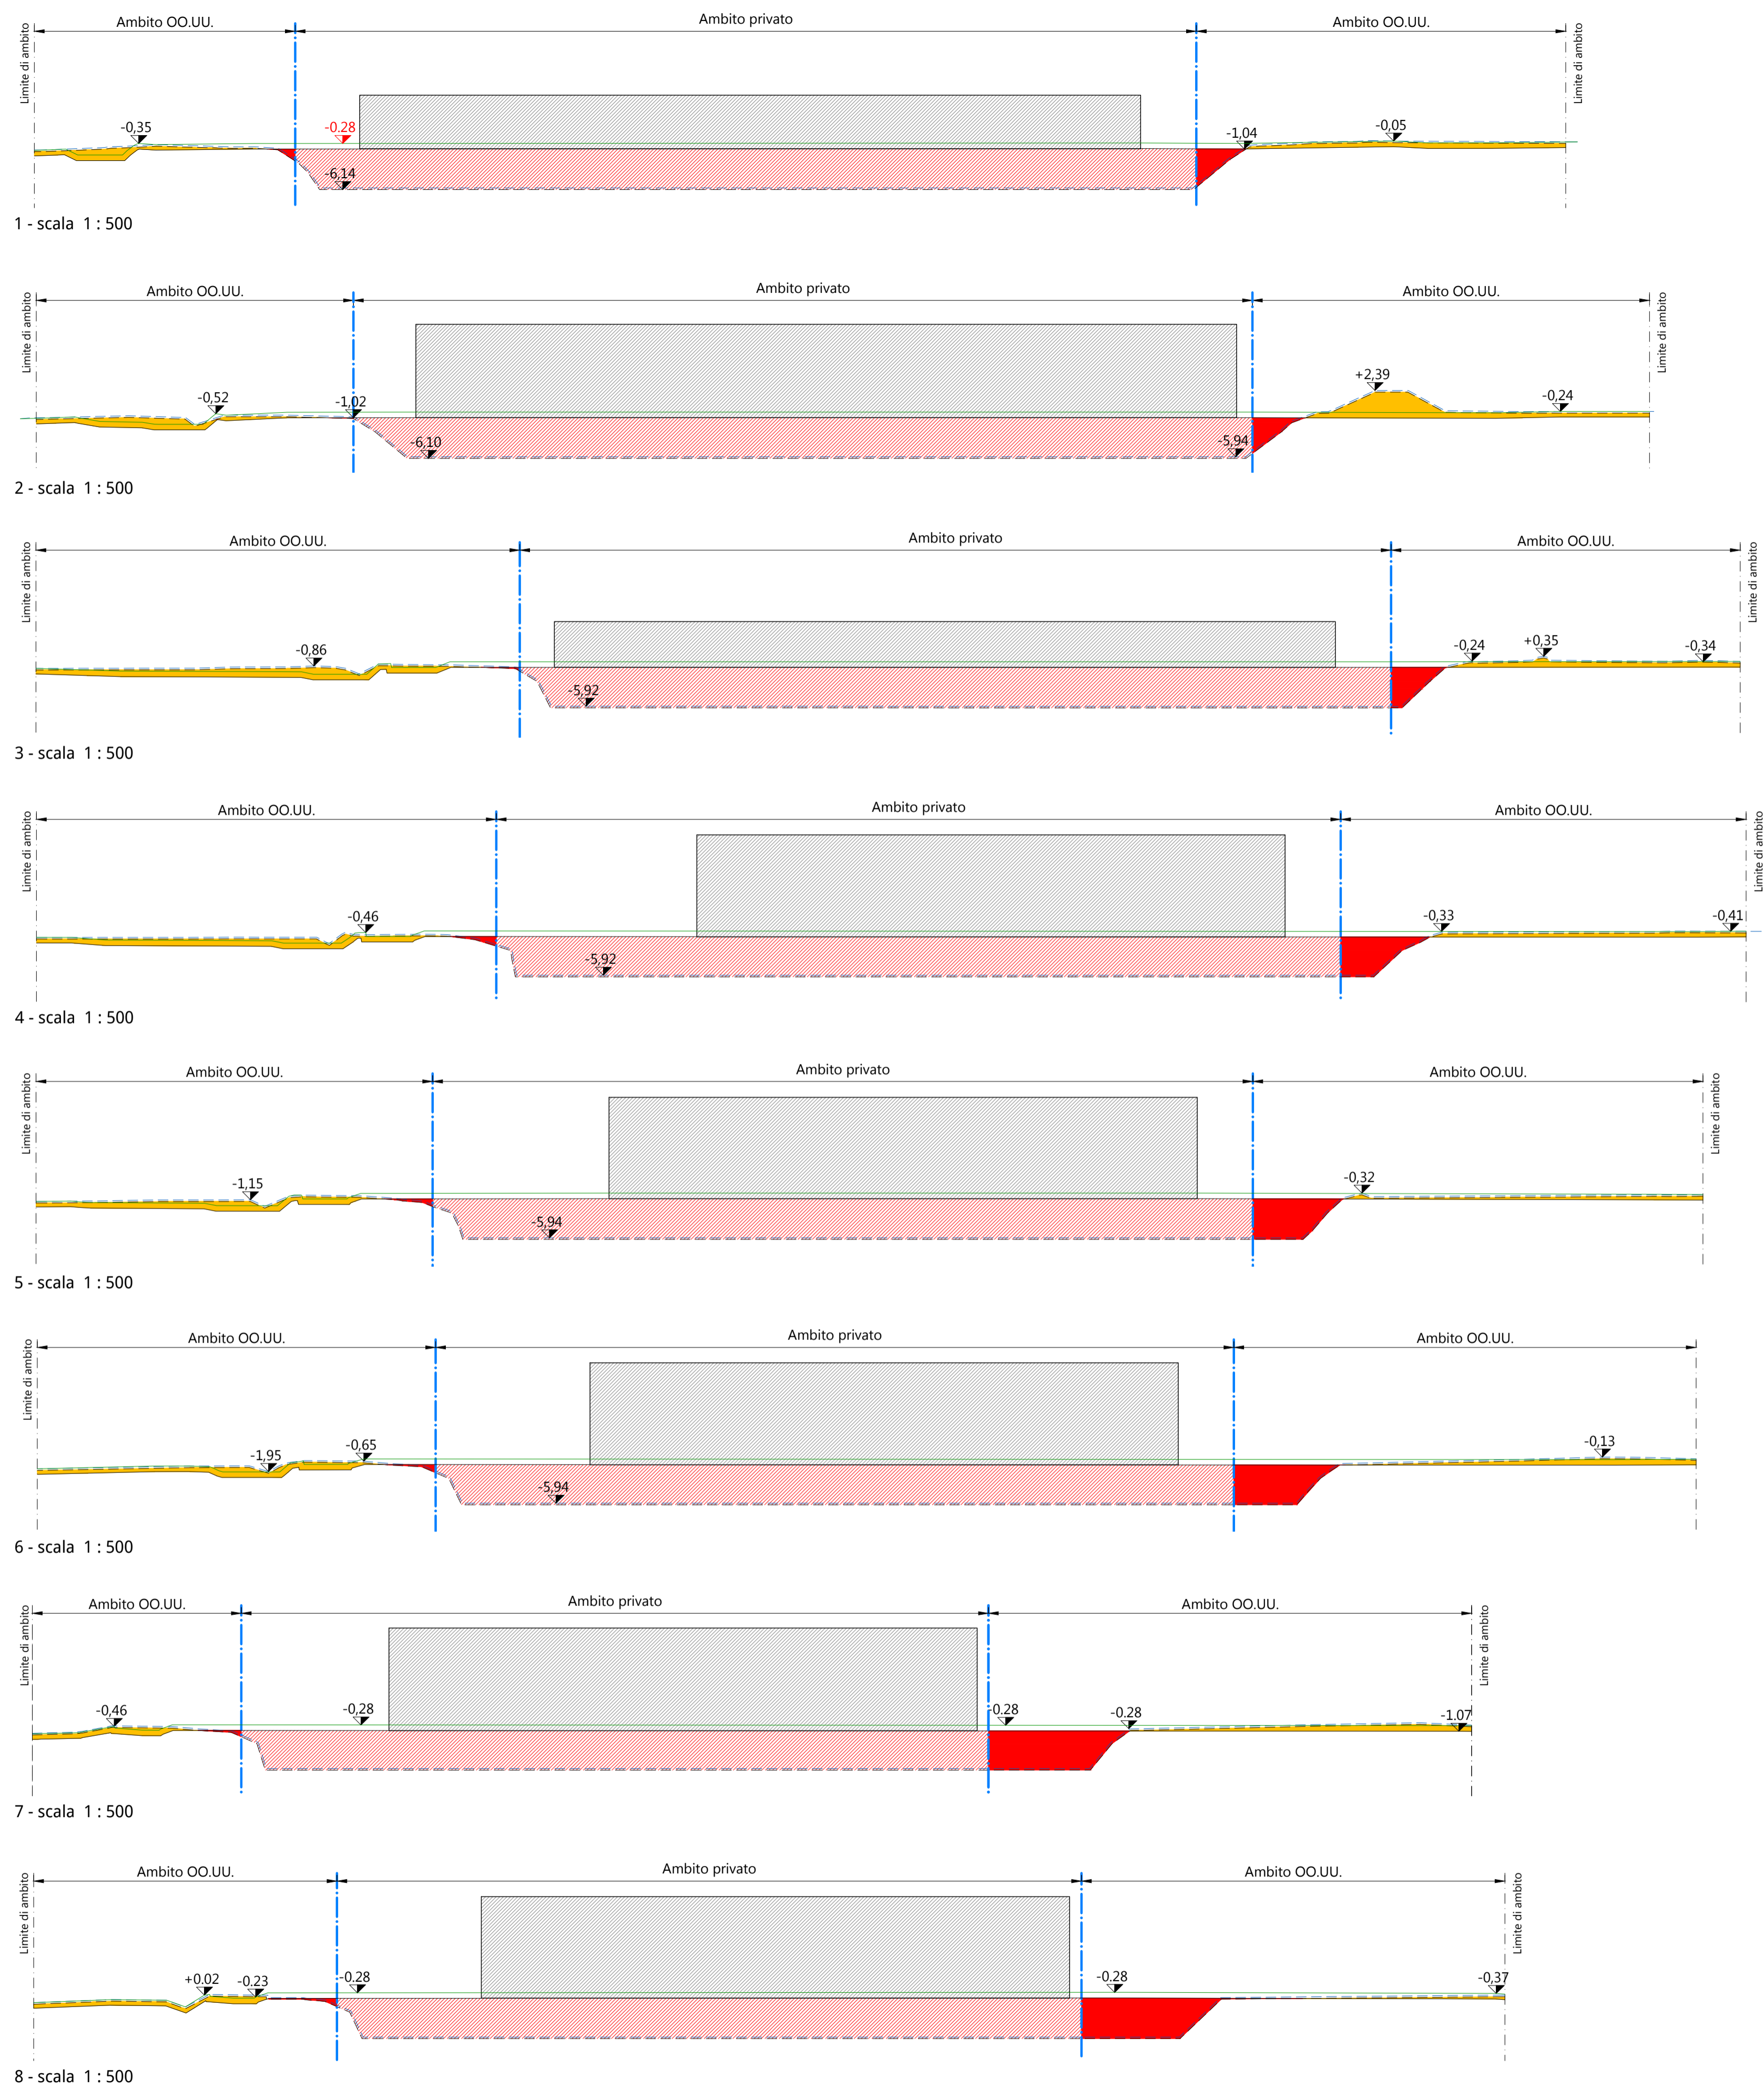 Ambito OO.UU.
Ambito privato
Ambito OO.UU.
Limite di ambito
Limite di ambito
-0,35
-0.28
-1,04
-0,05
-6,14
1 - scala 1 : 500
Ambito OO.UU.
Ambito privato
Ambito OO.UU.
Limite di ambito
Limite di ambito
-0,52
-1,02
+2,39
-0,24
-6,10
-5,94
2 - scala 1 : 500
Ambito OO.UU.
Ambito privato
Ambito OO.UU.
Limite di ambito
Limite di ambito
-0,86
-0,24
+0,35
-0,34
-5,92
3 - scala 1 : 500
Ambito OO.UU.
Ambito privato
Ambito OO.UU.
Limite di ambito
Limite di ambito
-0,46
-0,33
-0,41
-5,92
4 - scala 1 : 500
Ambito OO.UU.
Ambito privato
Ambito OO.UU.
Limite di ambito
Limite di ambito
-1,15
-0,32
-5,94
5 - scala 1 : 500
Ambito OO.UU.
Ambito privato
Ambito OO.UU.
Limite di ambito
-1,95
-0,65
-0,13
-5,94
6 - scala 1 : 500
Ambito OO.UU.
Ambito privato
Ambito OO.UU.
Limite di ambito
Limite di ambito
-0,46
-0,28
-0.28
-0.28
-1.07
7 - scala 1 : 500
Ambito OO.UU.
Ambito privato
Ambito OO.UU.
Limite di ambito
Limite di ambito
+0.02
-0.23
-0.28
-0.28
-0,37
8 - scala 1 : 500